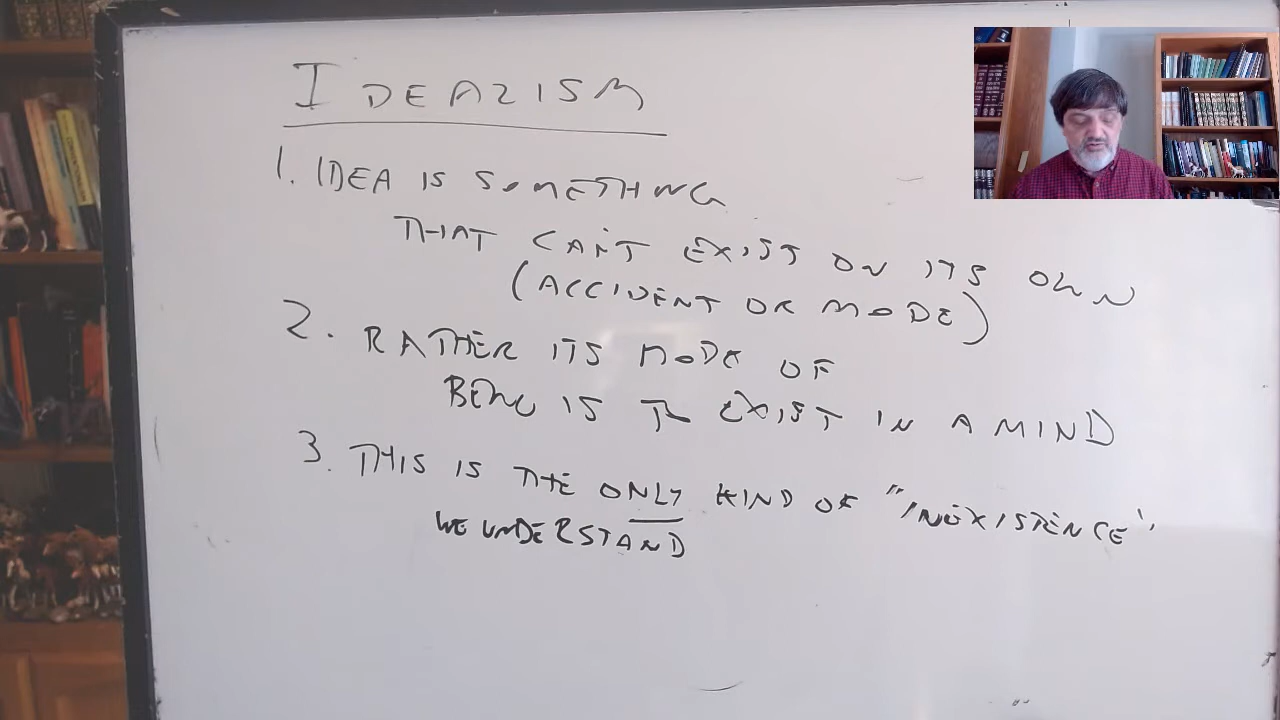 IDEALISM
1. IDEA IS SOMETHING
THAT CAN'T EXIST ON ITS OWN
(ACCIDENT OR MODE)
2. RATHER ITS MODE OF
BEING IS TO EXIST IN A MIND
3. THIS IS THE ONLY KIND OF "INEXISTENCE"
WE UNDERSTAND